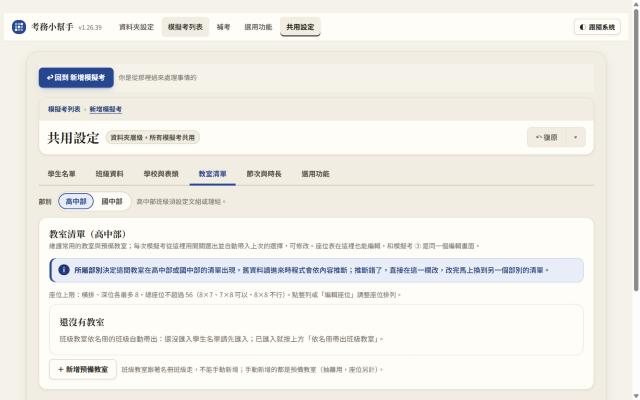 考務小幫手 v1.26.39 資料夾設定 模擬考列表 補考 選用功能 共用設定 跟隨系統
回到 新增模擬考 你是從那裡過來處理事情的
模擬考列表 › 新增模擬考
共用設定 資料夾層級，所有模擬考共用 復原
學生名單 班級資料 學校與表頭 教室清單 節次與時長 選用功能
部別 高中部 國中部 高中部班級須設定文組或理組。
教室清單（高中部）
維護常用的教室與預備教室；每次模擬考從這裡用開關選出並自動帶入上次的選擇，可修改。座位表在這裡也能編輯，和模擬考 ③ 是同一個編輯畫面。
所屬部別決定這間教室在高中部或國中部的清單出現。舊資料讀進來時程式會依內容推斷；推斷錯了，直接在這一欄改，改完馬上換到另一個部別的清單。
座位上限：橫排、深位各最多 8，總座位不超過 56（8×7、7×8 可以，8×8 不行）。點整列或「編輯座位」調整座位排列。
還沒有教室
班級教室依名冊的班級自動帶出：還沒匯入學生名單請先匯入；已匯入就按上方「依名冊帶出班級教室」。
＋ 新增預備教室 班級教室跟著名冊班級走，不能手動新增；手動新增的都是預備教室（抽離用，座位另計）。